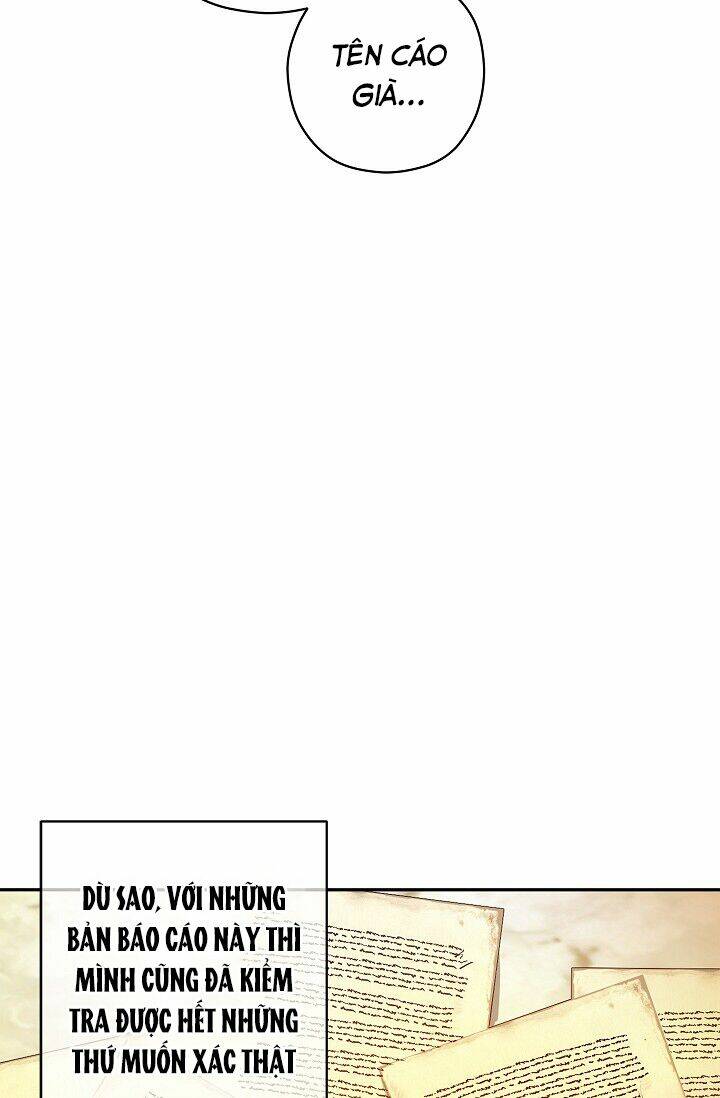 TÊN CÁO
GIÀ...
DÙ SAO, VỚI NHỮNG
BẢN BÁO CÁO NÀY THÌ
MÌNH CŨNG ĐÃ KIỂM
TRA ĐƯỢC HẾT NHỮNG
THỨ MUỐN XÁC THẬT